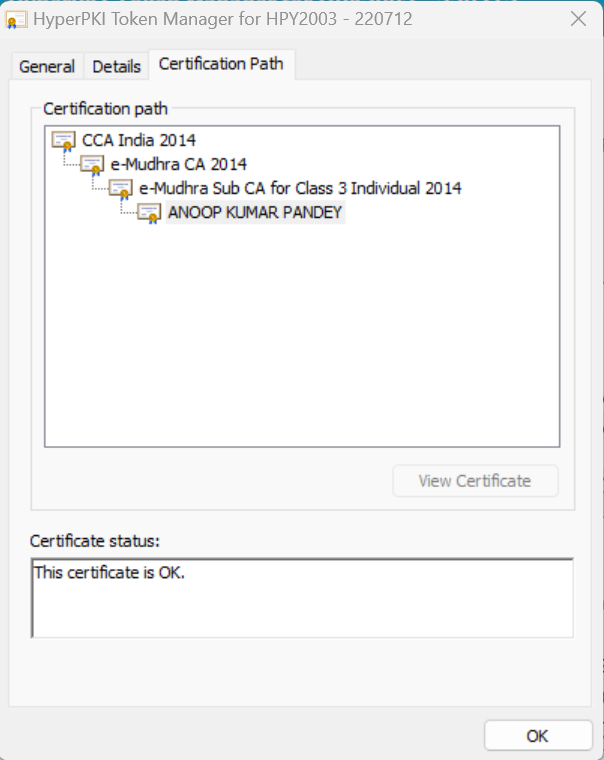 HyperPKI Token Manager for HPY2003 - 220712
General Details Certification Path
Certification path
CCA India 2014
e-Mudhra CA 2014
e-Mudhra Sub CA for Class 3 Individual 2014
ANOOP KUMAR PANDEY
View Certificate
Certificate status:
This certificate is OK.
OK